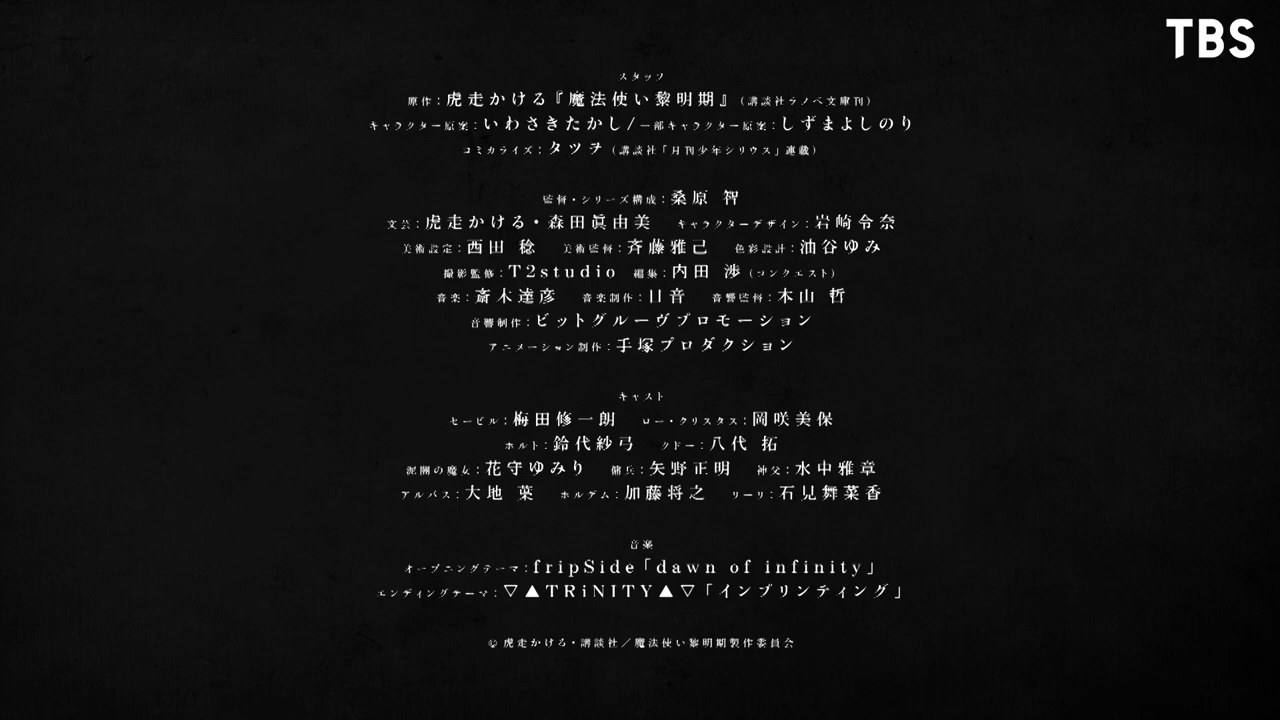 TBS
スタッフ
原作：虎走かける『魔法使い黎明期』（講談社ラノベ文庫刊）
キャラクター原案：いわさきたかし/一部キャラクター原案：しずまよしのり
コミカライズ：タツヲ（講談社「月刊少年シリウス」連載）
監督・シリーズ構成：桑原 智
文芸：虎走かける・森田眞由美 キャラクターデザイン：岩崎令奈
美術設定：西田 稔 美術監督：斉藤雅己 色彩設計：油谷ゆみ
撮影監修：T2studio 編集：内田 渉（コンクエスト）
音楽：斎木達彦 音楽制作：日音 音響監督：本山 哲
音響制作：ビットグルーヴプロモーション
アニメーション制作：手塚プロダクション
キャスト
セービル：梅田修一朗 ロー・クリスタス：岡咲美保
ホルト：鈴代紗弓 クドー：八代 拓
泥闇の魔女：花守ゆみり 傭兵：矢野正明 神父：水中雅章
アルバス：大地 葉 ホルデム：加藤将之 リーリ：石見舞菜香
音楽
オープニングテーマ：fripSide「dawn of infinity」
エンディングテーマ：▽▲TRiNITY▲▽「インプリンティング」
© 虎走かける・講談社／魔法使い黎明期製作委員会